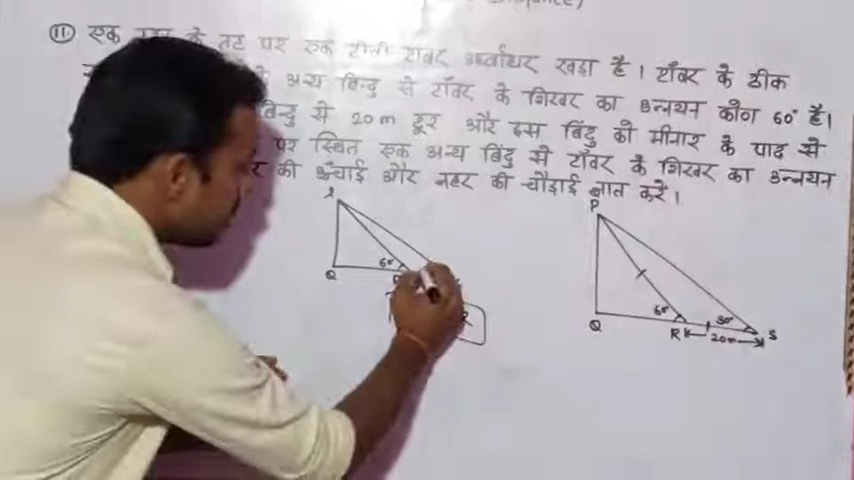 ⑪ एक के तट पर एक टीवी टॉवर ऊर्ध्वाधर खड़ा है। टॉवर के ठीक
अन्य बिन्दु से टॉवर के शिखर का उन्नयन कोण 60° है।
बिन्दु से 20m दूर और इस बिंदु को मीनार के पाद से
पर स्थित एक अन्य बिंदु से टॉवर के शिखर का उन्नयन
की ऊँचाई और नहर की चौड़ाई ज्ञात करें।
P
60°
Q
P
60°
30°
Q
R
20m
S